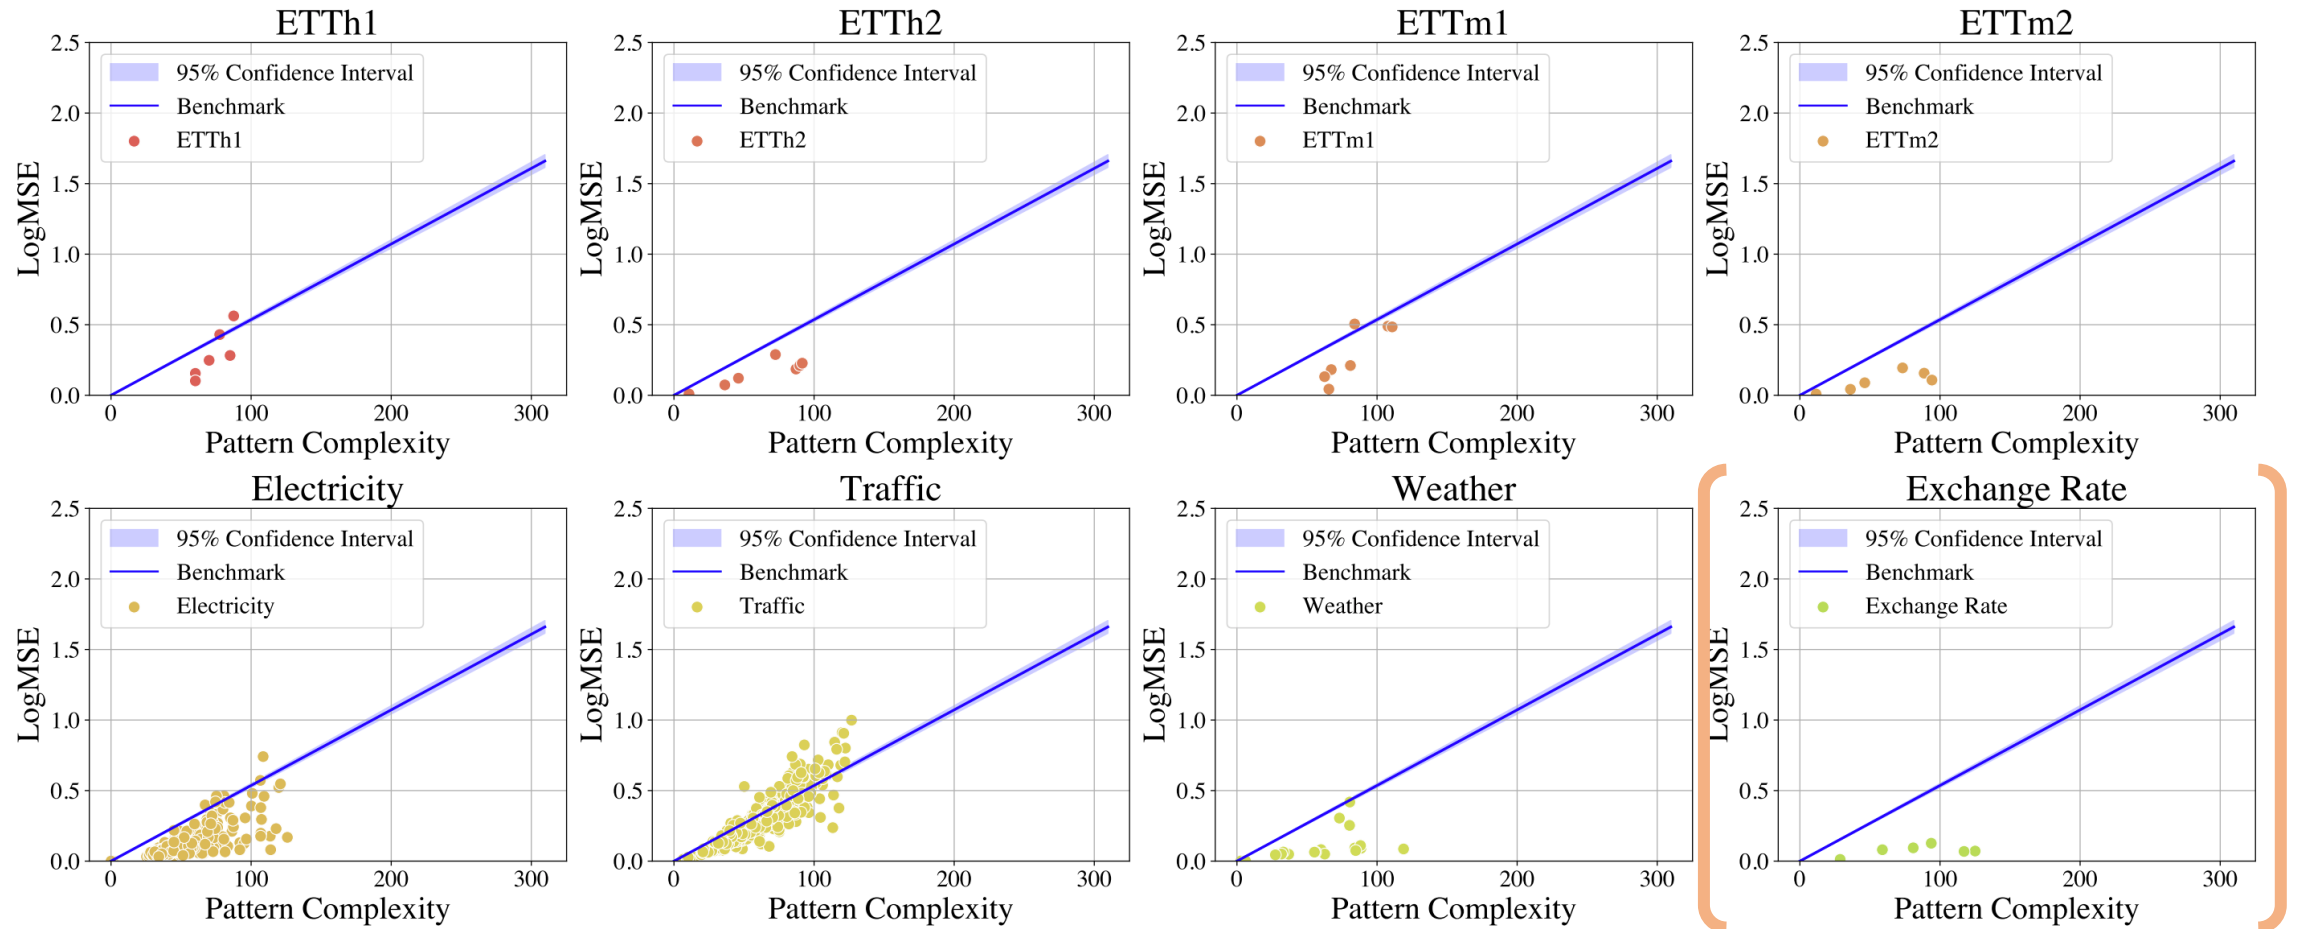 ETTh1
2.5
2.0
1.5
1.0
0.5
0.0
LogMSE
95% Confidence Interval
Benchmark
ETTh1
0 100 200 300
Pattern Complexity
ETTh2
2.5
2.0
1.5
1.0
0.5
0.0
LogMSE
95% Confidence Interval
Benchmark
ETTh2
0 100 200 300
Pattern Complexity
ETTm1
2.5
2.0
1.5
1.0
0.5
0.0
LogMSE
95% Confidence Interval
Benchmark
ETTm1
0 100 200 300
Pattern Complexity
ETTm2
2.5
2.0
1.5
1.0
0.5
0.0
LogMSE
95% Confidence Interval
Benchmark
ETTm2
0 100 200 300
Pattern Complexity
Electricity
2.5
2.0
1.5
1.0
0.5
0.0
LogMSE
95% Confidence Interval
Benchmark
Electricity
0 100 200 300
Pattern Complexity
Traffic
2.5
2.0
1.5
1.0
0.5
0.0
LogMSE
95% Confidence Interval
Benchmark
Traffic
0 100 200 300
Pattern Complexity
Weather
2.5
2.0
1.5
1.0
0.5
0.0
LogMSE
95% Confidence Interval
Benchmark
Weather
0 100 200 300
Pattern Complexity
Exchange Rate
2.5
2.0
1.5
1.0
0.5
0.0
LogMSE
95% Confidence Interval
Benchmark
Exchange Rate
0 100 200 300
Pattern Complexity